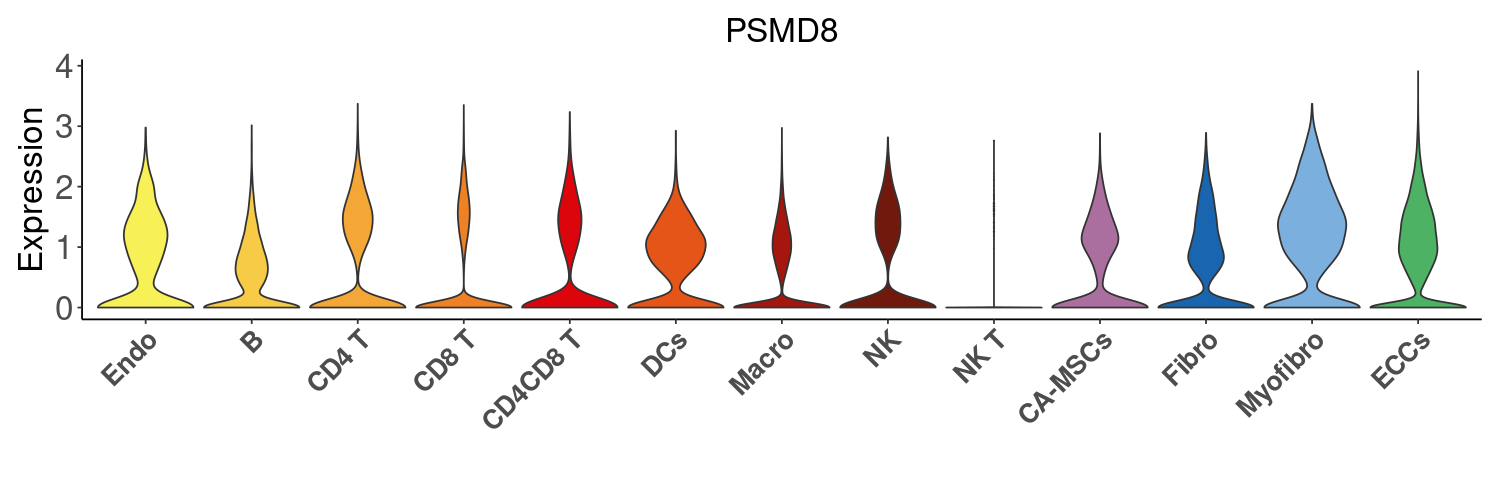 PSMD8
Expression
4
3
2
1
0
Endo
B
CD4 T
CD8 T
CD4CD8 T
DCs
Macro
NK
NK T
CA-MSCs
Fibro
Myofibro
ECCs